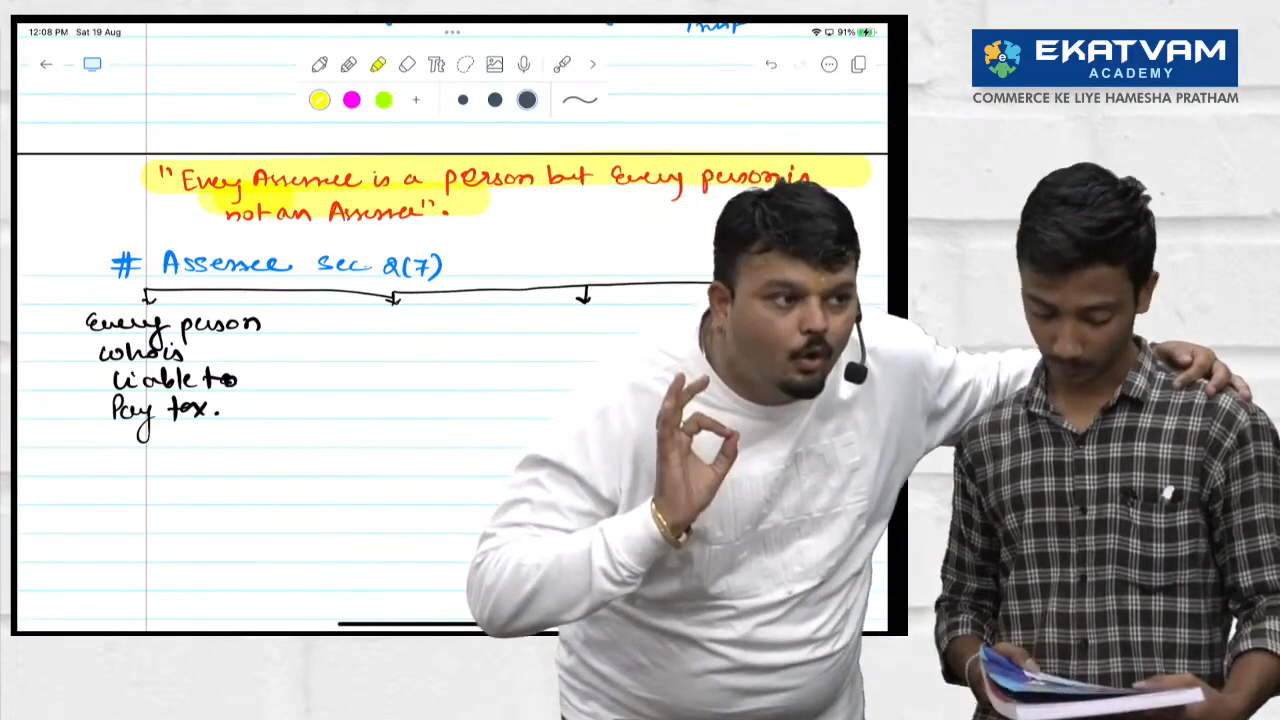 12:08 PM Sat 19 Aug
91%
"Every Assessee is a person but Every person is
not an Assesse".
# Assessee sec 2(7)
Every person
who is
liable to
Pay tax.
EKATVAM
ACADEMY
COMMERCE KE LIYE HAMESHA PRATHAM